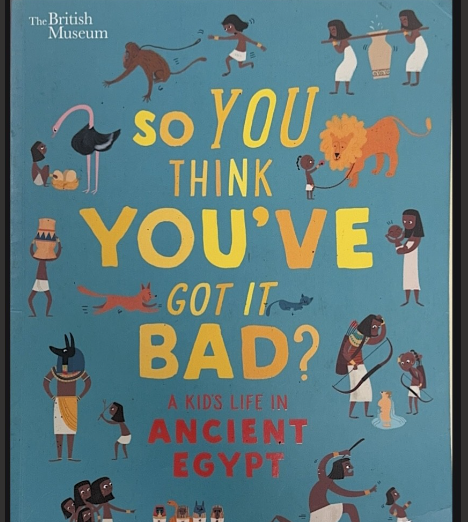 The British
Museum
SO YOU
THINK
YOU'VE
GOT IT
BAD?
A KID'S LIFE IN
ANCIENT
EGYPT